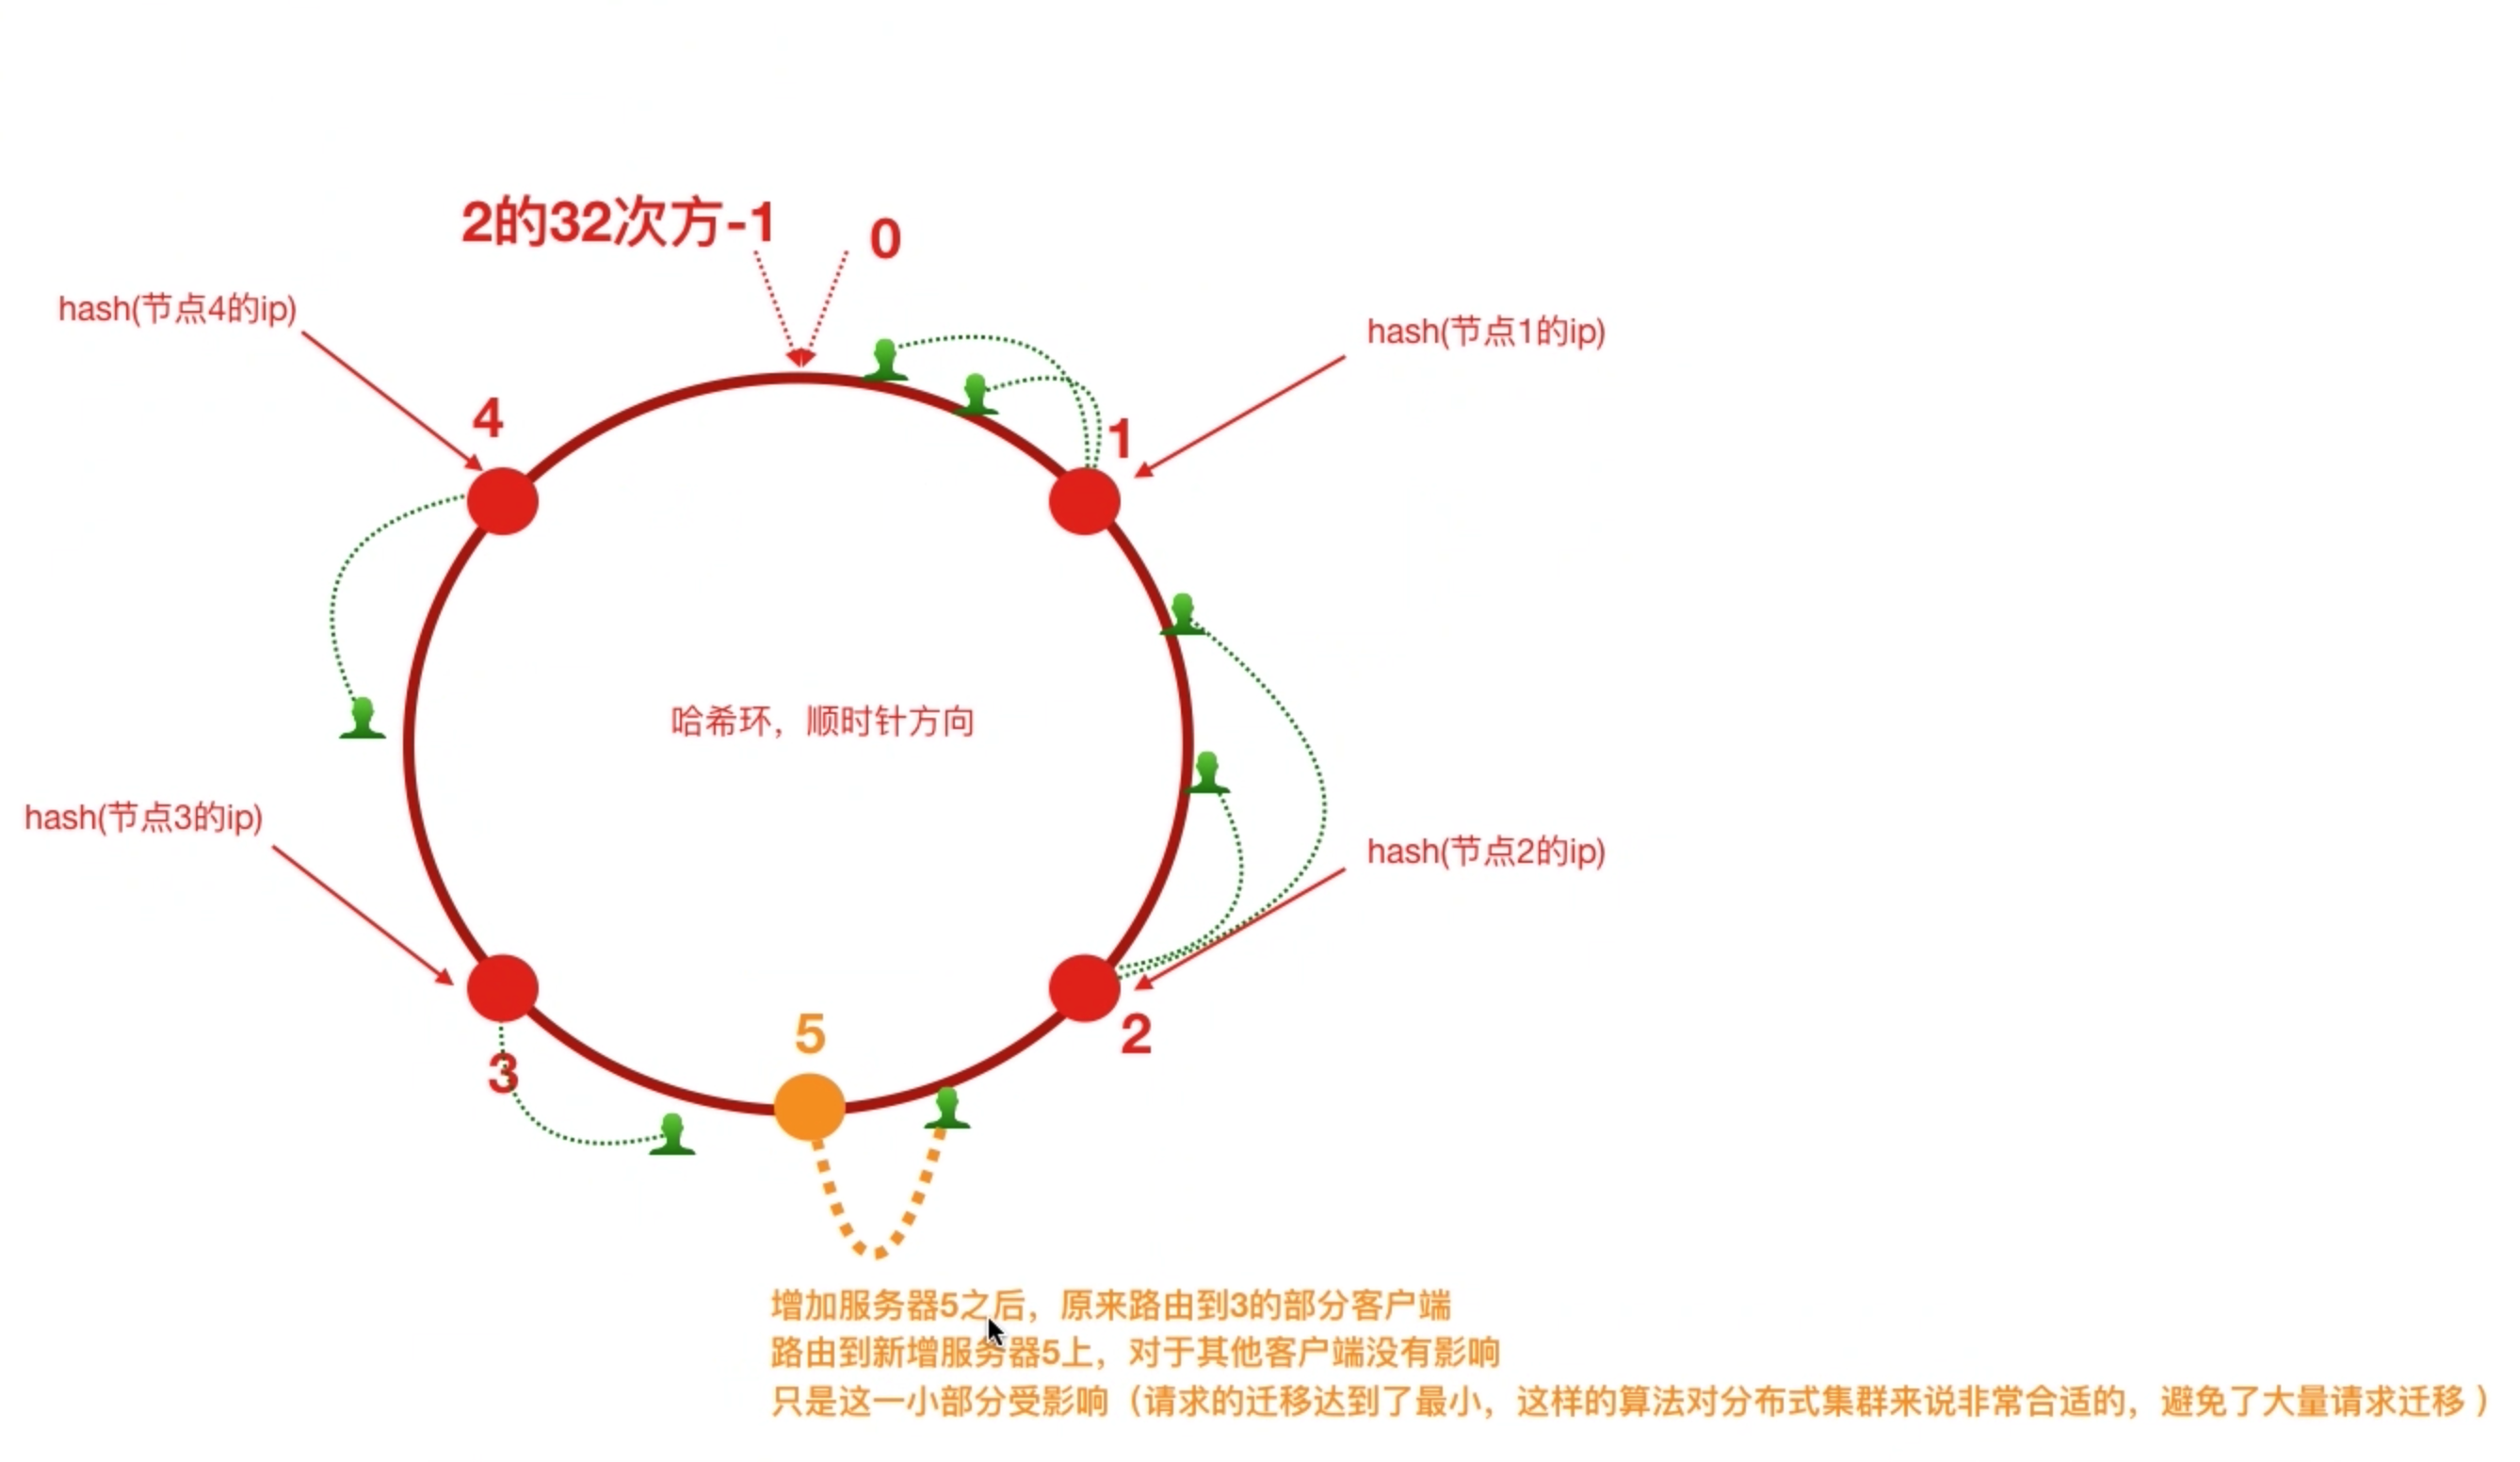 2的32次方-1
0
hash(节点4的ip)
hash(节点1的ip)
4
1
哈希环，顺时针方向
hash(节点3的ip)
hash(节点2的ip)
5
2
3
增加服务器5之后，原来路由到3的部分客户端
路由到新增服务器5上，对于其他客户端没有影响
只是这一小部分受影响（请求的迁移达到了最小，这样的算法对分布式集群来说非常合适的，避免了大量请求迁移 ）